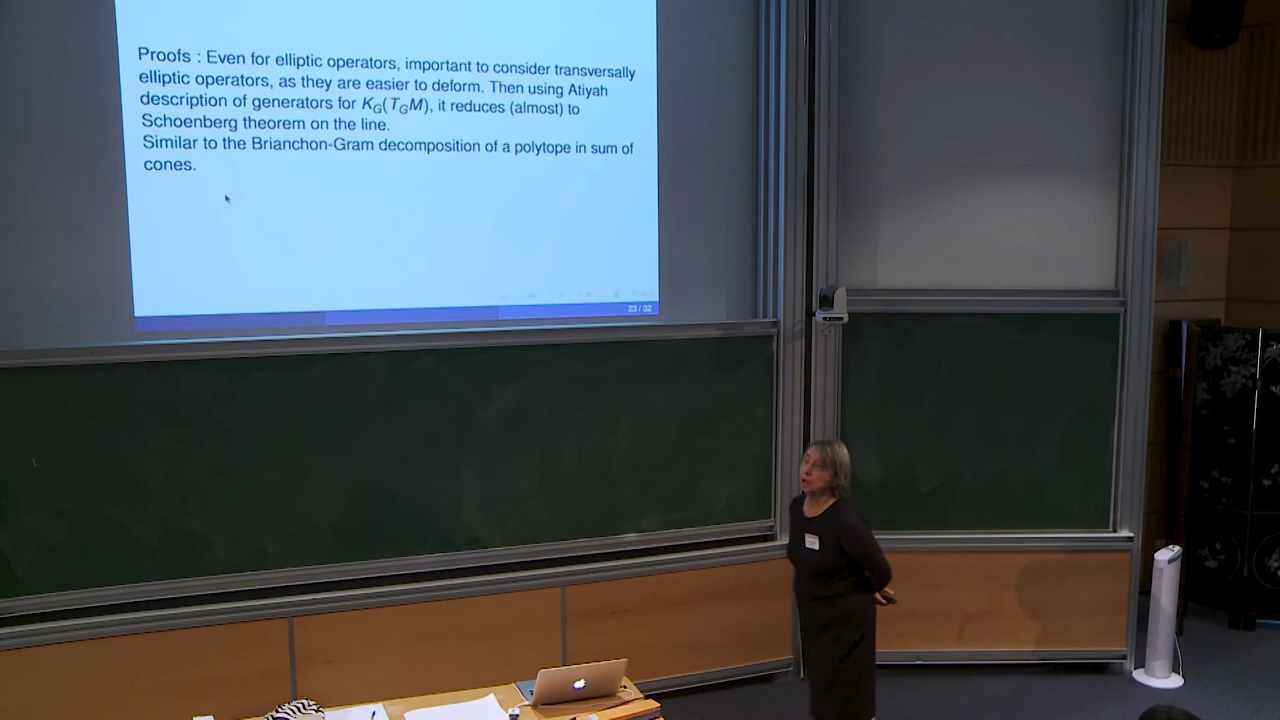 Proofs : Even for elliptic operators, important to consider transversally
elliptic operators, as they are easier to deform. Then using Atiyah
description of generators for K_G(T_G M), it reduces (almost) to
Schoenberg theorem on the line.
Similar to the Brianchon-Gram decomposition of a polytope in sum of
cones.
23 / 32